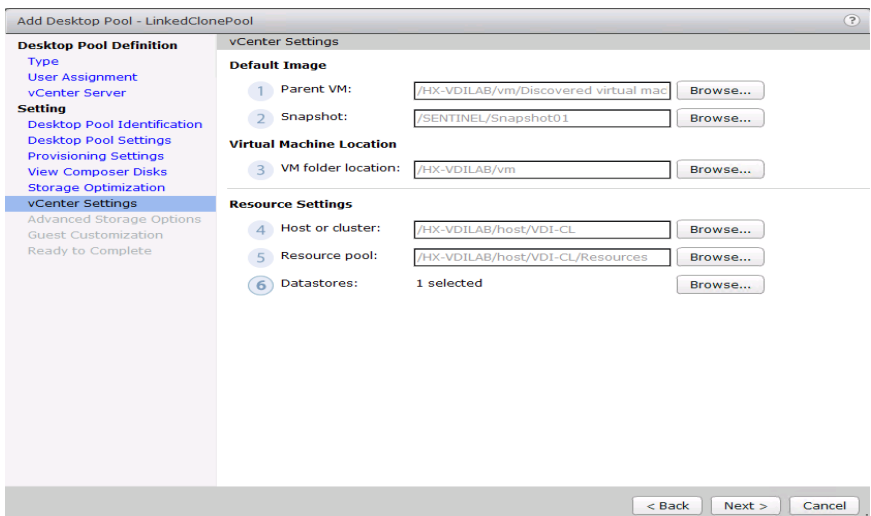 Add Desktop Pool - LinkedClonePool ?
Desktop Pool Definition
Type
User Assignment
vCenter Server
Setting
Desktop Pool Identification
Desktop Pool Settings
Provisioning Settings
View Composer Disks
Storage Optimization
vCenter Settings
Advanced Storage Options
Guest Customization
Ready to Complete
vCenter Settings
Default Image
1 Parent VM: /HX-VDILAB/vm/Discovered virtual mac Browse...
2 Snapshot: /SENTINEL/Snapshot01 Browse...
Virtual Machine Location
3 VM folder location: /HX-VDILAB/vm Browse...
Resource Settings
4 Host or cluster: /HX-VDILAB/host/VDI-CL Browse...
5 Resource pool: /HX-VDILAB/host/VDI-CL/Resources Browse...
6 Datastores: 1 selected Browse...
< Back Next > Cancel